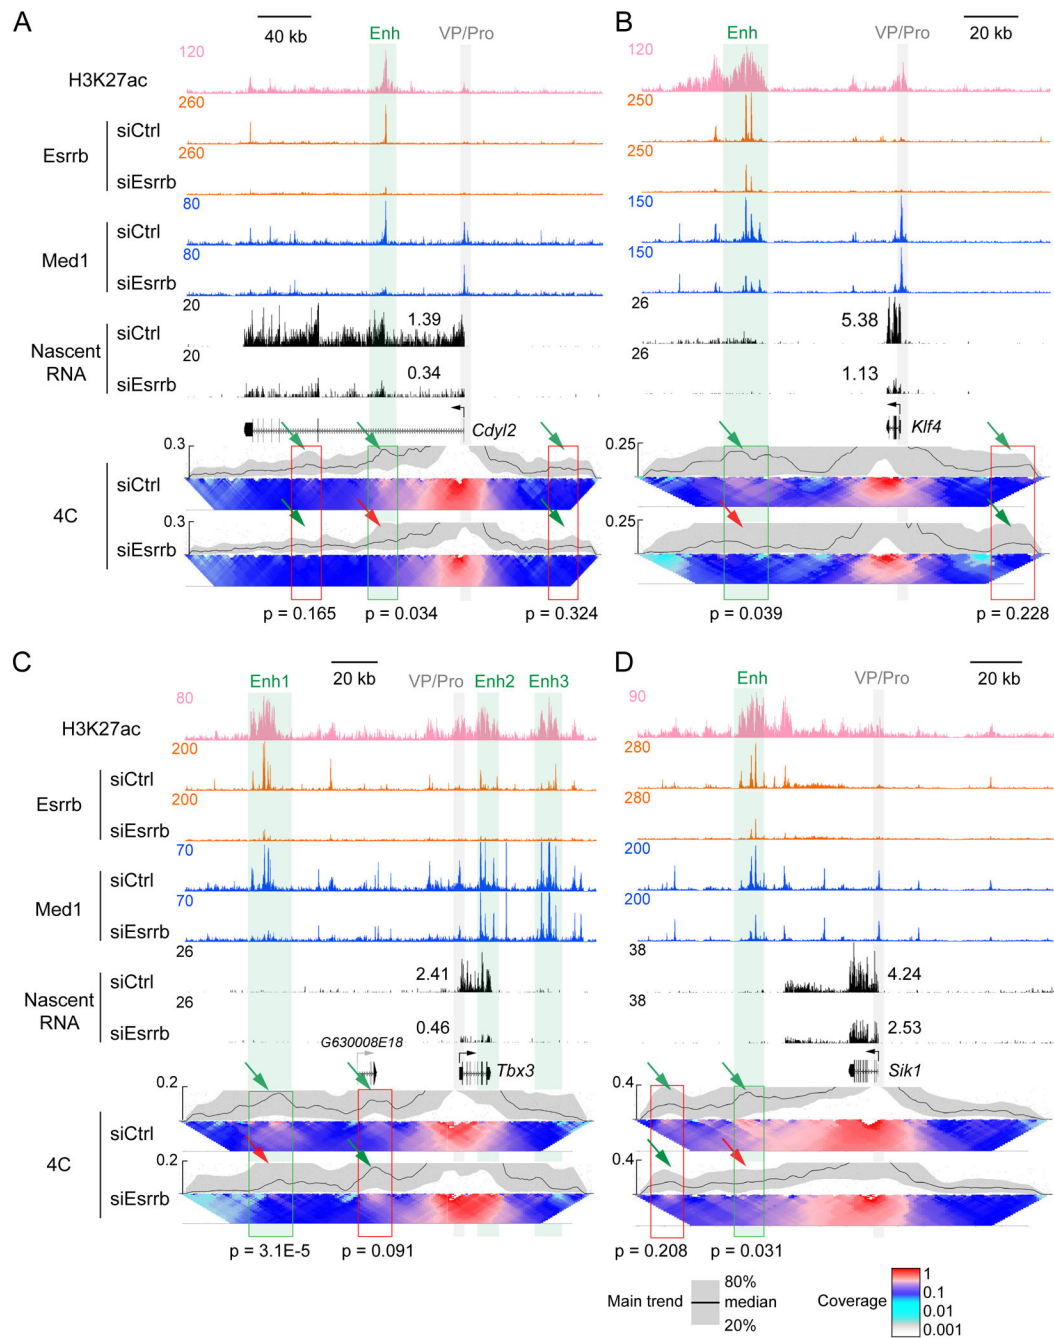 A
40 kb
Enh
VP/Pro
H3K27ac
120
Esrrb
siCtrl
260
siEsrrb
260
Med1
siCtrl
80
siEsrrb
80
Nascent
RNA
siCtrl
20
1.39
siEsrrb
20
0.34
Cdyl2
4C
siCtrl
0.3
siEsrrb
0.3
p = 0.165
p = 0.034
p = 0.324
B
Enh
VP/Pro
20 kb
120
250
250
150
150
26
5.38
26
1.13
Klf4
0.25
0.25
p = 0.039
p = 0.228
C
20 kb
Enh1
VP/Pro
Enh2
Enh3
H3K27ac
80
Esrrb
siCtrl
200
siEsrrb
200
Med1
siCtrl
70
siEsrrb
70
Nascent
RNA
siCtrl
26
2.41
siEsrrb
26
0.46
G630008E18
Tbx3
4C
siCtrl
0.2
siEsrrb
0.2
p = 3.1E-5
p = 0.091
D
Enh
VP/Pro
20 kb
90
280
280
200
200
38
4.24
38
2.53
Sik1
0.4
0.4
p = 0.208
p = 0.031
Main trend
80%
median
20%
Coverage
1
0.1
0.01
0.001